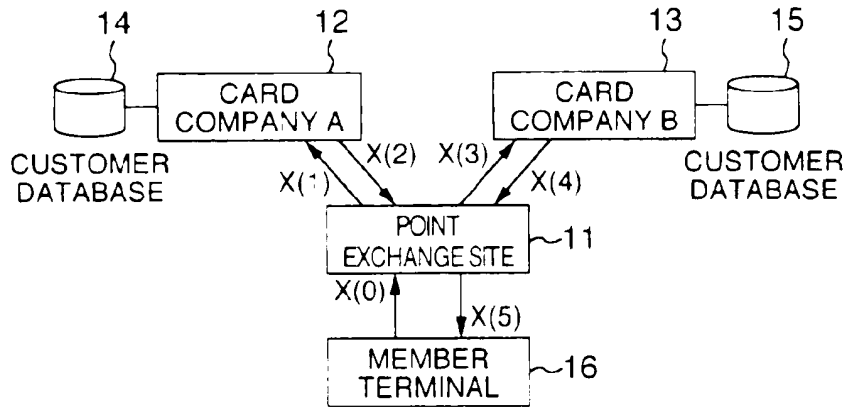 14
12
13
15
CARD
COMPANY A
CARD
COMPANY B
CUSTOMER
DATABASE
X(1)
X(2)
X(3)
X(4)
CUSTOMER
DATABASE
POINT
EXCHANGE SITE
11
X(0)
X(5)
MEMBER
TERMINAL
16